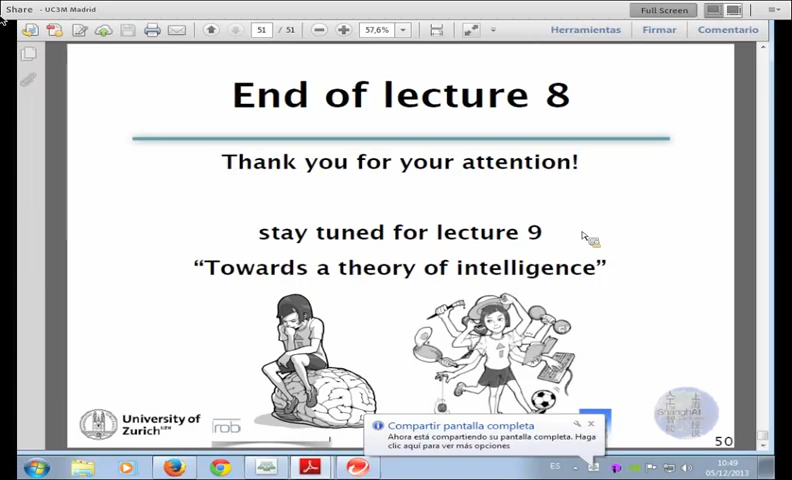 Share - UC3M Madrid
Full Screen
51 / 51
57,6%
Herramientas
Firmar
Comentario
End of lecture 8
Thank you for your attention!
stay tuned for lecture 9
“Towards a theory of intelligence”
University of
Zurich
Compartir pantalla completa
Ahora está compartiendo su pantalla completa. Haga
clic aquí para ver más opciones
50
ES
10:49
05/12/2013